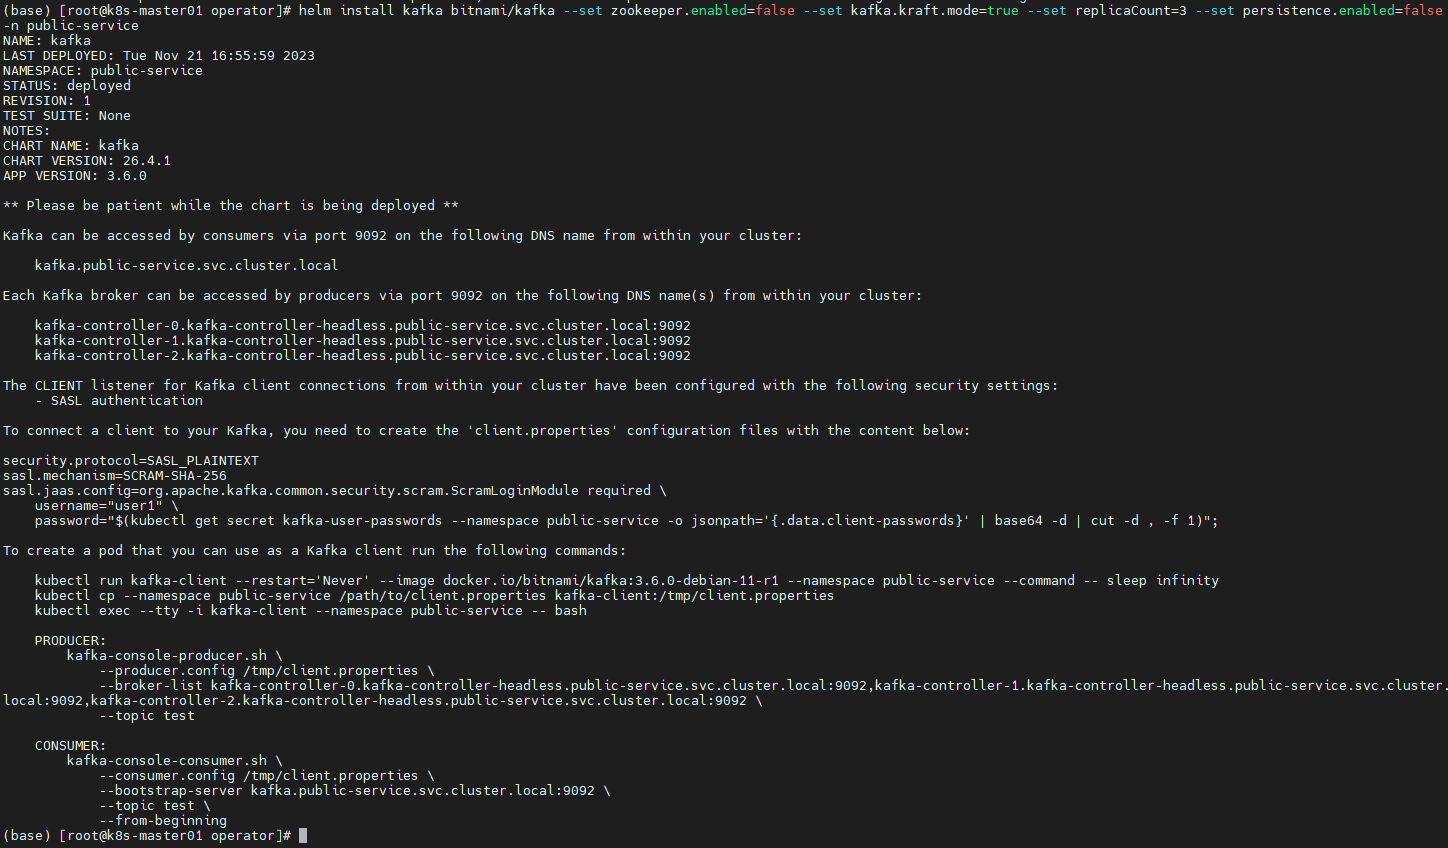 (base) [root@k8s-master01 operator]# helm install kafka bitnami/kafka --set zookeeper.enabled=false --set kafka.kraft.mode=true --set replicaCount=3 --set persistence.enabled=false
-n public-service
NAME: kafka
LAST DEPLOYED: Tue Nov 21 16:55:59 2023
NAMESPACE: public-service
STATUS: deployed
REVISION: 1
TEST SUITE: None
NOTES:
CHART NAME: kafka
CHART VERSION: 26.4.1
APP VERSION: 3.6.0
** Please be patient while the chart is being deployed **
Kafka can be accessed by consumers via port 9092 on the following DNS name from within your cluster:
kafka.public-service.svc.cluster.local
Each Kafka broker can be accessed by producers via port 9092 on the following DNS name(s) from within your cluster:
kafka-controller-0.kafka-controller-headless.public-service.svc.cluster.local:9092
kafka-controller-1.kafka-controller-headless.public-service.svc.cluster.local:9092
kafka-controller-2.kafka-controller-headless.public-service.svc.cluster.local:9092
The CLIENT listener for Kafka client connections from within your cluster have been configured with the following security settings:
- SASL authentication
To connect a client to your Kafka, you need to create the 'client.properties' configuration files with the content below:
security.protocol=SASL_PLAINTEXT
sasl.mechanism=SCRAM-SHA-256
sasl.jaas.config=org.apache.kafka.common.security.scram.ScramLoginModule required \
username="user1" \
password="$(kubectl get secret kafka-user-passwords --namespace public-service -o jsonpath='{.data.client-passwords}' | base64 -d | cut -d , -f 1)";
To create a pod that you can use as a Kafka client run the following commands:
kubectl run kafka-client --restart='Never' --image docker.io/bitnami/kafka:3.6.0-debian-11-r1 --namespace public-service --command -- sleep infinity
kubectl cp --namespace public-service /path/to/client.properties kafka-client:/tmp/client.properties
kubectl exec --tty -i kafka-client --namespace public-service -- bash
PRODUCER:
kafka-console-producer.sh \
--producer.config /tmp/client.properties \
--broker-list kafka-controller-0.kafka-controller-headless.public-service.svc.cluster.local:9092,kafka-controller-1.kafka-controller-headless.public-service.svc.cluster.
local:9092,kafka-controller-2.kafka-controller-headless.public-service.svc.cluster.local:9092 \
--topic test
CONSUMER:
kafka-console-consumer.sh \
--consumer.config /tmp/client.properties \
--bootstrap-server kafka.public-service.svc.cluster.local:9092 \
--topic test \
--from-beginning
(base) [root@k8s-master01 operator]#